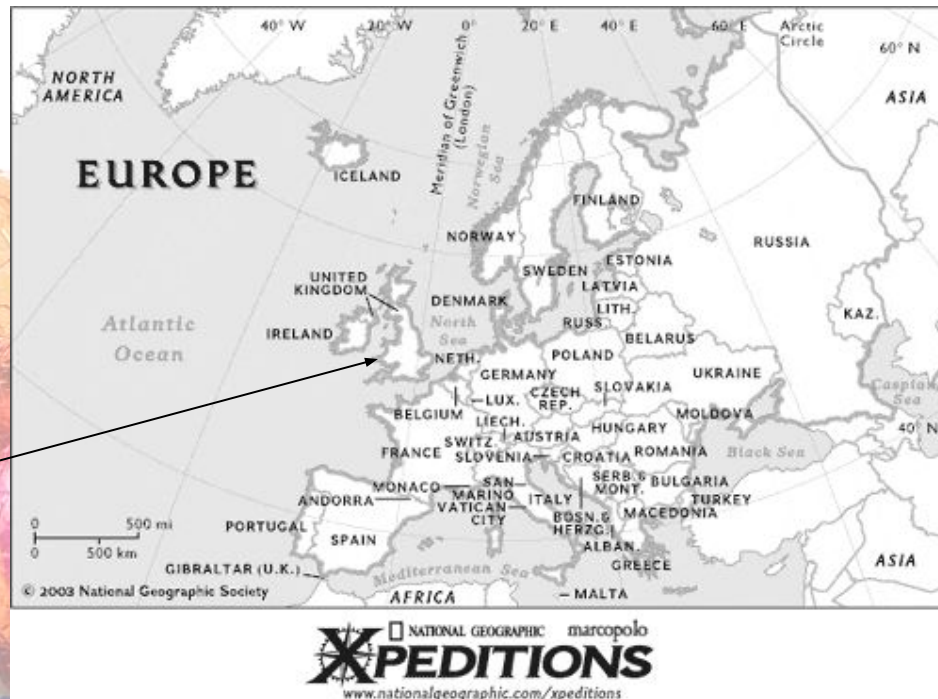 40° W
20° W
0°
20° E
40° E
60° E
Arctic
Circle
60° N
NORTH
AMERICA
ASIA
Meridian of Greenwich
(London)
Norwegian
Sea
EUROPE
ICELAND
FINLAND
NORWAY
RUSSIA
SWEDEN
ESTONIA
LATVIA
UNITED
KINGDOM
DENMARK
LITH.
KAZ.
Atlantic
Ocean
IRELAND
North
Sea
RUSS
BELARUS
NETH.
POLAND
GERMANY
UKRAINE
SLOVAKIA
CZECH
REP.
Caspian
Sea
LUX.
BELGIUM
MOLDOVA
LIECH.
HUNGARY
40° N
AUSTRIA
SWITZ.
FRANCE
SLOVENIA
CROATIA
ROMANIA
Black Sea
SERB. &
MONT.
BULGARIA
MONACO
SAN
MARINO
ANDORRA
ITALY
TURKEY
VATICAN
CITY
MACEDONIA
BOSN. &
HERZG.
0
500 mi
0
500 km
PORTUGAL
SPAIN
ALBAN.
GREECE
ASIA
GIBRALTAR (U.K.)
Mediterranean Sea
© 2003 National Geographic Society
AFRICA
MALTA
NATIONAL GEOGRAPHIC marcopolo
XPEDITIONS
www.nationalgeographic.com/xpeditions